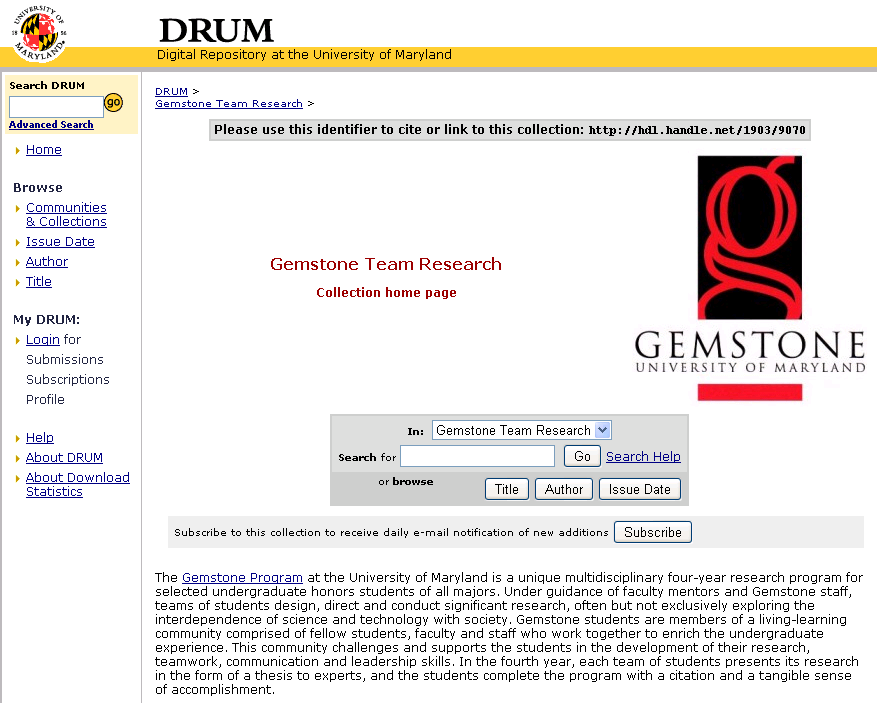 UNIVERSITY OF
18 56
MARYLAND
DRUM
Digital Repository at the University of Maryland
Search DRUM
go
Advanced Search
Home
Browse
Communities
& Collections
Issue Date
Author
Title
My DRUM:
Login for
Submissions
Subscriptions
Profile
Help
About DRUM
About Download
Statistics
DRUM >
Gemstone Team Research >
Please use this identifier to cite or link to this collection: http://hdl.handle.net/1903/9070
Gemstone Team Research
Collection home page
g
GEMSTONE
UNIVERSITY OF MARYLAND
In: Gemstone Team Research
Search for Go Search Help
or browse Title Author Issue Date
Subscribe to this collection to receive daily e-mail notification of new additions Subscribe
The Gemstone Program at the University of Maryland is a unique multidisciplinary four-year research program for
selected undergraduate honors students of all majors. Under guidance of faculty mentors and Gemstone staff,
teams of students design, direct and conduct significant research, often but not exclusively exploring the
interdependence of science and technology with society. Gemstone students are members of a living-learning
community comprised of fellow students, faculty and staff who work together to enrich the undergraduate
experience. This community challenges and supports the students in the development of their research,
teamwork, communication and leadership skills. In the fourth year, each team of students presents its research
in the form of a thesis to experts, and the students complete the program with a citation and a tangible sense
of accomplishment.